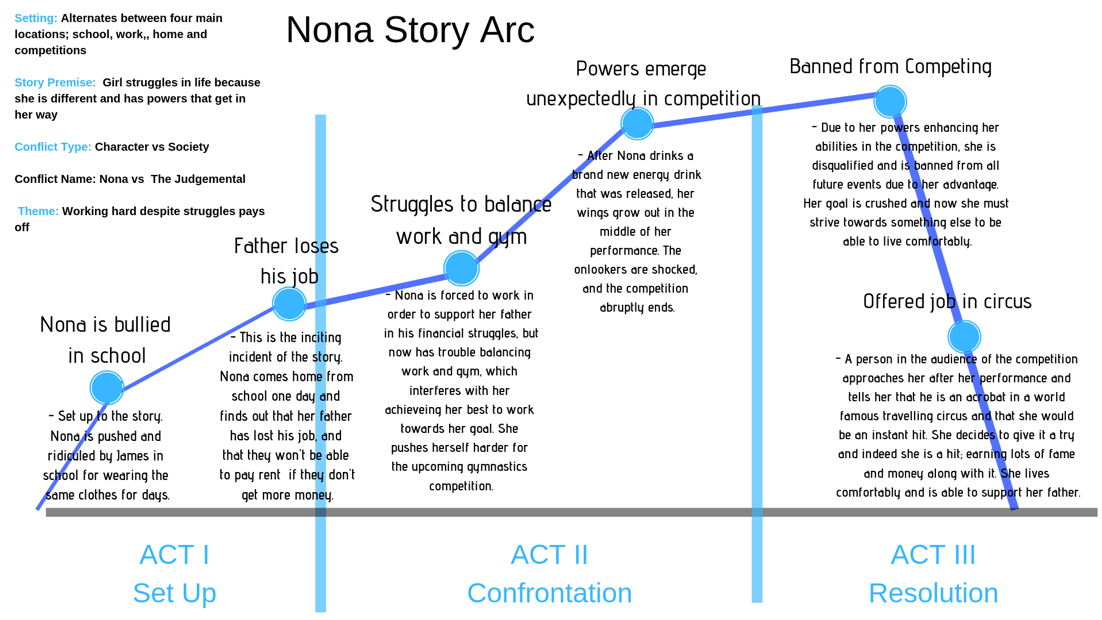 Nona Story Arc
Setting: Alternates between four main
locations; school, work,, home and
competitions
Story Premise: Girl struggles in life because
she is different and has powers that get in
her way
Conflict Type: Character vs Society
Conflict Name: Nona vs The Judgemental
Theme: Working hard despite struggles pays
off
Nona is bullied
in school
- Set up to the story.
Nona is pushed and
ridiculed by James in
school for wearing the
same clothes for days.
Father loses
his job
- This is the inciting
incident of the story.
Nona comes home from
school one day and
finds out that her father
has lost his job, and
that they won't be able
to pay rent if they don't
get more money.
Struggles to balance
work and gym
- Nona is forced to work in
order to support her father
in his financial struggles, but
now has trouble balancing
work and gym, which
interferes with her
achieveing her best to work
towards her goal. She
pushes herself harder for
the upcoming gymnastics
competition.
Powers emerge
unexpectedly in competition
- After Nona drinks a
brand new energy drink
that was released, her
wings grow out in the
middle of her
performance. The
onlookers are shocked,
and the competition
abruptly ends.
Banned from Competing
- Due to her powers enhancing her
abilities in the competition, she is
disqualified and is banned from all
future events due to her advantage.
Her goal is crushed and now she must
strive towards something else to be
able to live comfortably.
Offered job in circus
- A person in the audience of the competition
approaches her after her performance and
tells her that he is an acrobat in a world
famous travelling circus and that she would
be an instant hit. She decides to give it a try
and indeed she is a hit; earning lots of fame
and money along with it. She lives
comfortably and is able to support her father.
ACT I
Set Up
ACT II
Confrontation
ACT III
Resolution